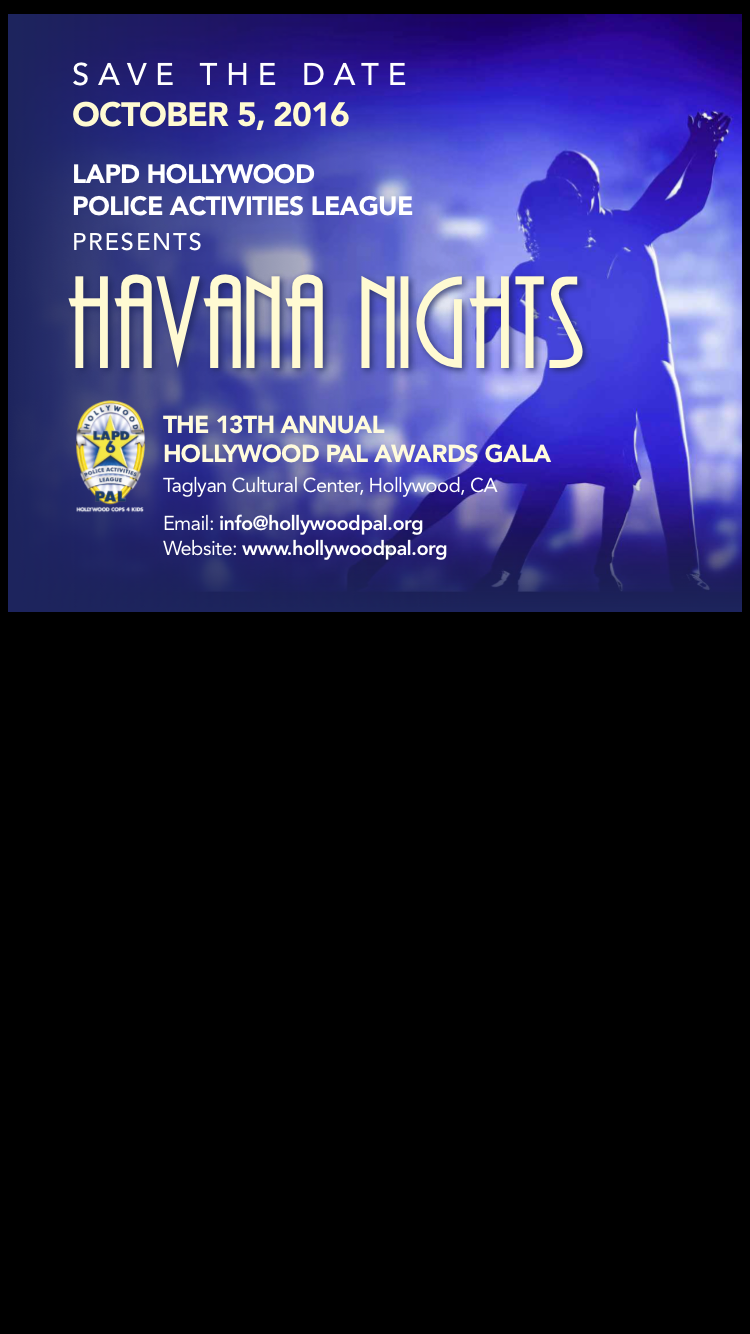 SAVE THE DATE
OCTOBER 5, 2016
LAPD HOLLYWOOD
POLICE ACTIVITIES LEAGUE
PRESENTS
HAVANA NIGHTS
HOLLYWOOD
LAPD
6
POLICE ACTIVITIES
LEAGUE
PAL
HOLLYWOOD COPS 4 KIDS
THE 13TH ANNUAL
HOLLYWOOD PAL AWARDS GALA
Taglyan Cultural Center, Hollywood, CA
Email: info@hollywoodpal.org
Website: www.hollywoodpal.org